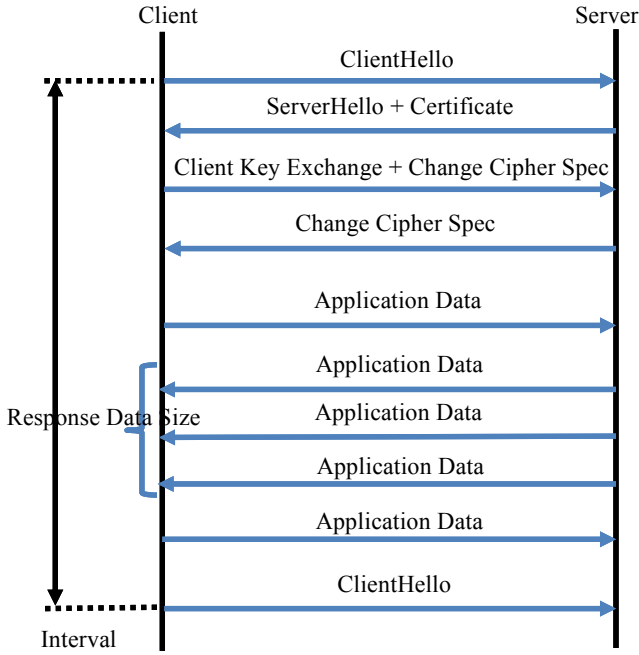 Client
Server
ClientHello
ServerHello + Certificate
Client Key Exchange + Change Cipher Spec
Change Cipher Spec
Application Data
Application Data
Response Data Size
Application Data
Application Data
Application Data
ClientHello
Interval